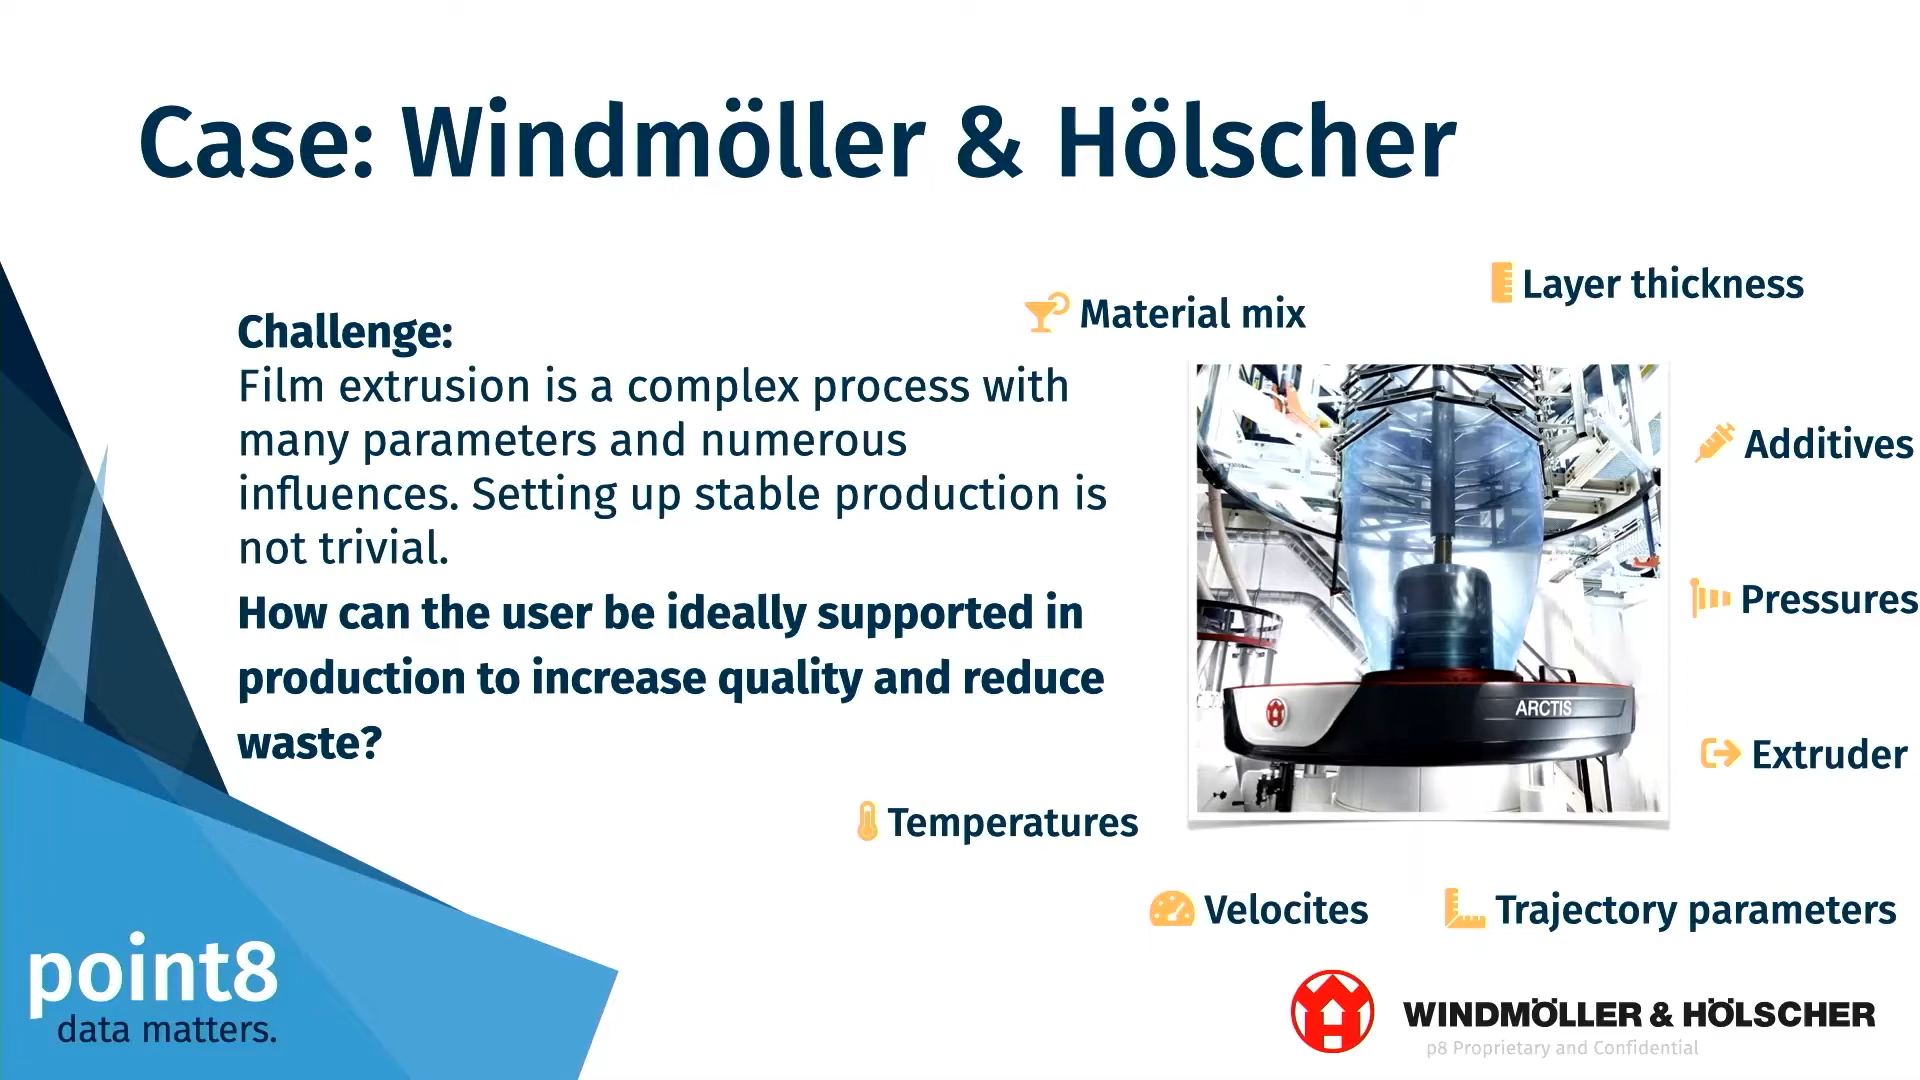 Case: Windmöller & Hölscher
Challenge:
Film extrusion is a complex process with
many parameters and numerous
influences. Setting up stable production is
not trivial.
How can the user be ideally supported in
production to increase quality and reduce
waste?
Material mix
Layer thickness
Additives
Pressures
Extruder
ARCTIS
Temperatures
Velocites
Trajectory parameters
point8
data matters.
WINDMÖLLER & HÖLSCHER
p8 Proprietary and Confidential